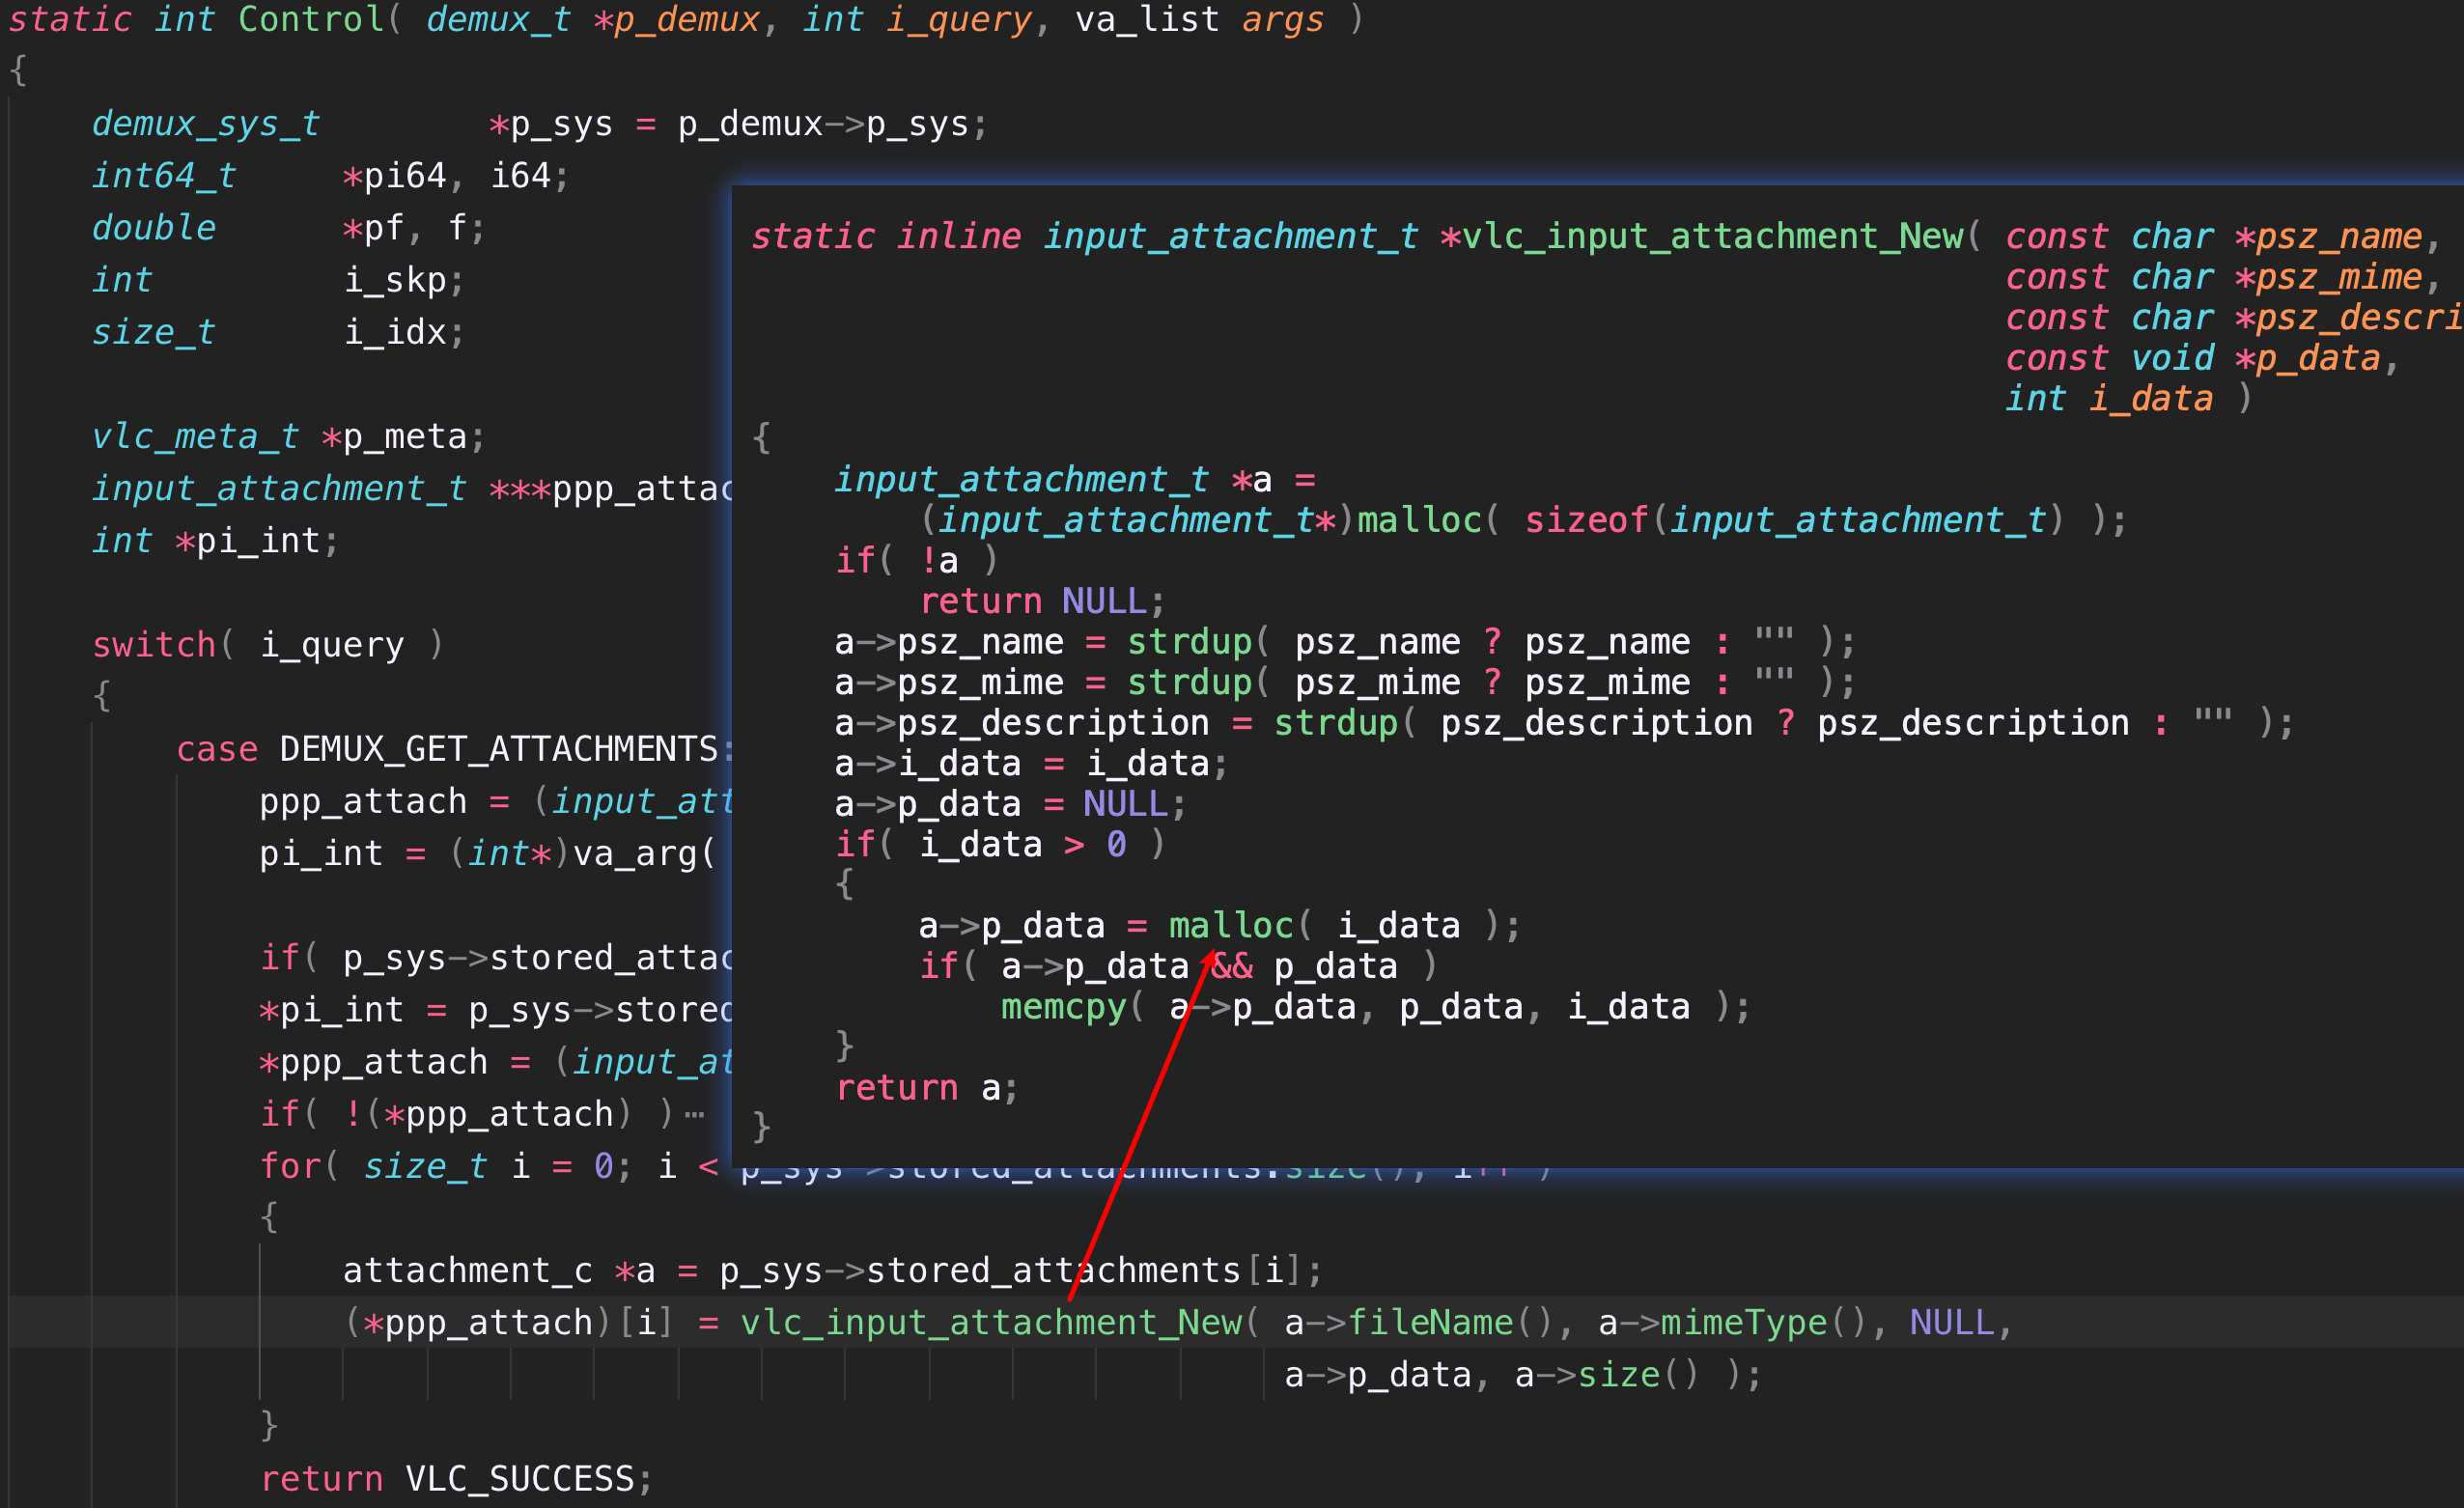 static int Control( demux_t *p_demux, int i_query, va_list args )
{
demux_sys_t *p_sys = p_demux->p_sys;
int64_t *pi64, i64;
double *pf, f;
int i_skp;
size_t i_idx;
vlc_meta_t *p_meta;
input_attachment_t ***ppp_attac
int *pi_int;
switch( i_query )
{
case DEMUX_GET_ATTACHMENTS:
ppp_attach = (input_att
pi_int = (int*)va_arg(
if( p_sys->stored_attac
*pi_int = p_sys->stored
*ppp_attach = (input_at
if( !(*ppp_attach) )⋯
for( size_t i = 0; i < p_sys->stored_attachments.size(); i++ )
{
attachment_c *a = p_sys->stored_attachments[i];
(*ppp_attach)[i] = vlc_input_attachment_New( a->fileName(), a->mimeType(), NULL,
a->p_data, a->size() );
}
return VLC_SUCCESS;
static inline input_attachment_t *vlc_input_attachment_New( const char *psz_name,
const char *psz_mime,
const char *psz_descri
const void *p_data,
int i_data )
{
input_attachment_t *a =
(input_attachment_t*)malloc( sizeof(input_attachment_t) );
if( !a )
return NULL;
a->psz_name = strdup( psz_name ? psz_name : "" );
a->psz_mime = strdup( psz_mime ? psz_mime : "" );
a->psz_description = strdup( psz_description ? psz_description : "" );
a->i_data = i_data;
a->p_data = NULL;
if( i_data > 0 )
{
a->p_data = malloc( i_data );
if( a->p_data && p_data )
memcpy( a->p_data, p_data, i_data );
}
return a;
}